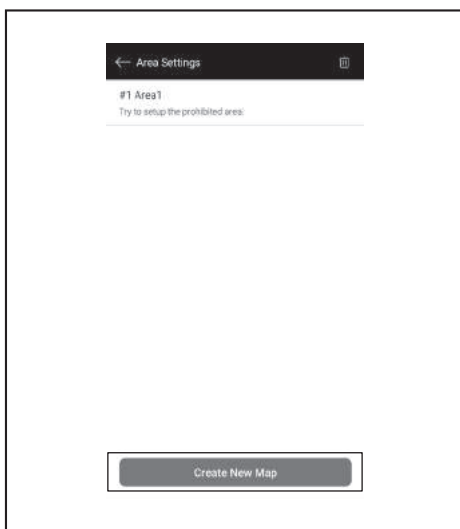 Area Settings
#1 Area1
Try to setup the prohibited area.
Create New Map